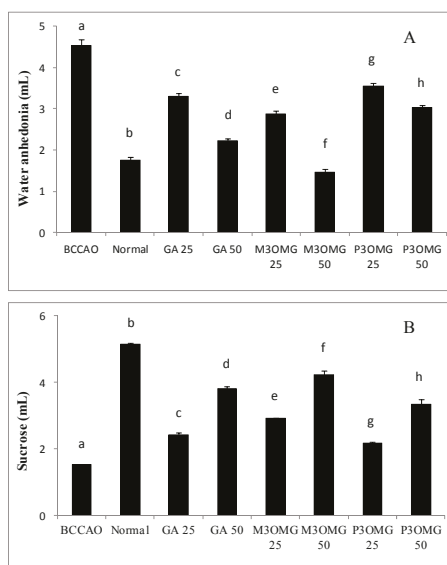 A
Water anhedonia (mL)
5
4
3
2
1
0
a
b
c
d
e
f
g
h
BCCAO Normal GA 25 GA 50 M3OMG 25 M3OMG 50 P3OMG 25 P3OMG 50
B
Sucrose (mL)
6
4
2
0
a
b
c
d
e
f
g
h
BCCAO Normal GA 25 GA 50 M3OMG 25 M3OMG 50 P3OMG 25 P3OMG 50